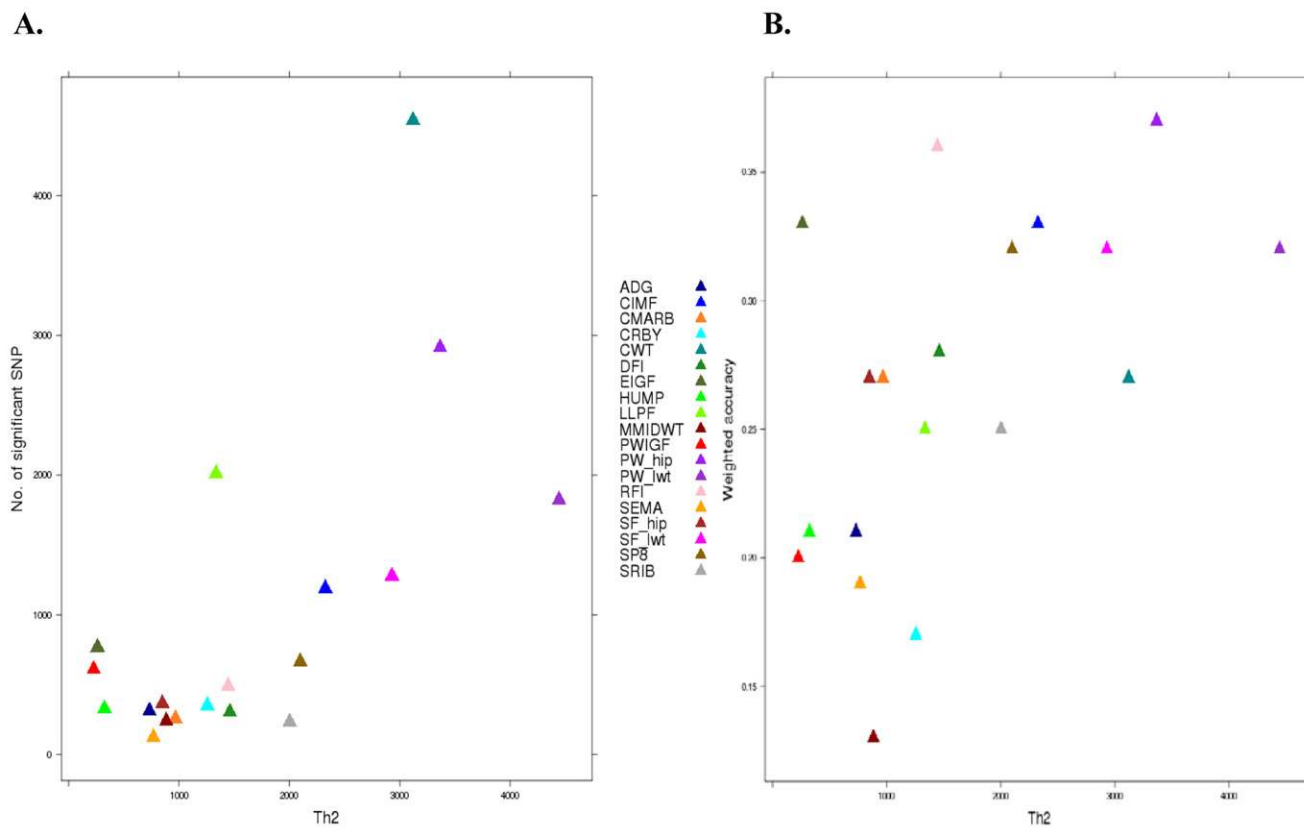 A.
No. of significant SNP
4000
3000
2000
1000
0
1000 2000 3000 4000
Th2
ADG
CIMF
CMARB
CRBY
CWT
DFI
EIGF
HUMP
LLPF
MMIDWT
PWIGF
PW_hip
PW_lwt
RFI
SEMA
SF_hip
SF_lwt
SP8
SRIB
B.
Weighted accuracy
0.35
0.30
0.25
0.20
0.15
1000 2000 3000 4000
Th2